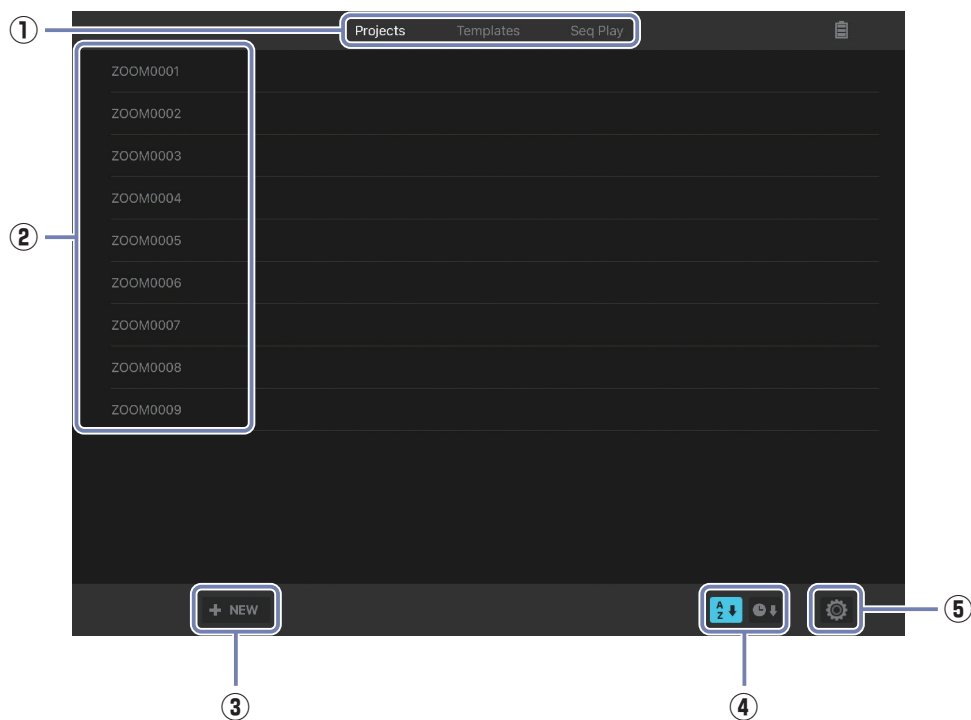 ① Projects Templates Seq Play
ZOOM0001
ZOOM0002
ZOOM0003
ZOOM0004
② ZOOM0005
ZOOM0006
ZOOM0007
ZOOM0008
ZOOM0009
+ NEW A Z ⑤
③ ④